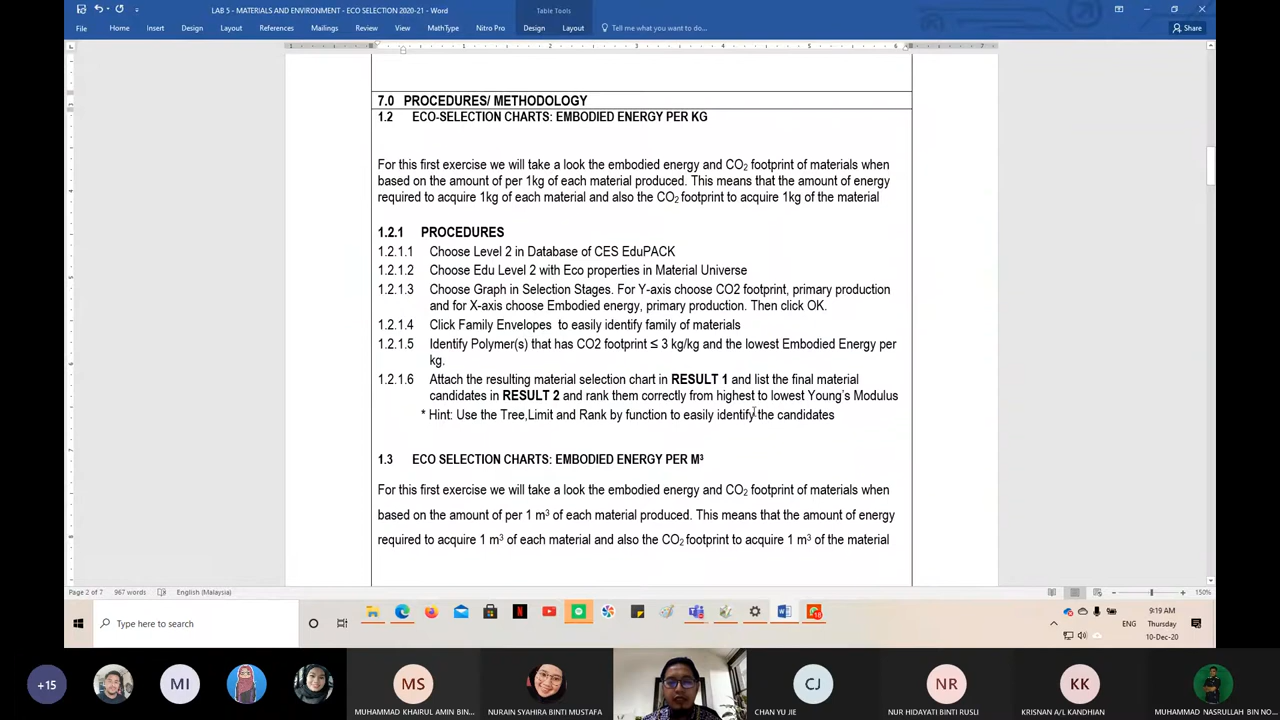 LAB 5 - MATERIALS AND ENVIRONMENT - ECO SELECTION 2020-21 - Word
Table Tools
File Home Insert Design Layout References Mailings Review View MathType Nitro Pro Design Layout Tell me what you want to do... Share
7.0 PROCEDURES/ METHODOLOGY
1.2 ECO-SELECTION CHARTS: EMBODIED ENERGY PER KG
For this first exercise we will take a look the embodied energy and CO₂ footprint of materials when
based on the amount of per 1kg of each material produced. This means that the amount of energy
required to acquire 1kg of each material and also the CO₂ footprint to acquire 1kg of the material
1.2.1 PROCEDURES
1.2.1.1 Choose Level 2 in Database of CES EduPACK
1.2.1.2 Choose Edu Level 2 with Eco properties in Material Universe
1.2.1.3 Choose Graph in Selection Stages. For Y-axis choose CO2 footprint, primary production
and for X-axis choose Embodied energy, primary production. Then click OK.
1.2.1.4 Click Family Envelopes to easily identify family of materials
1.2.1.5 Identify Polymer(s) that has CO2 footprint ≤ 3 kg/kg and the lowest Embodied Energy per
kg.
1.2.1.6 Attach the resulting material selection chart in RESULT 1 and list the final material
candidates in RESULT 2 and rank them correctly from highest to lowest Young's Modulus
* Hint: Use the Tree,Limit and Rank by function to easily identify the candidates
1.3 ECO SELECTION CHARTS: EMBODIED ENERGY PER M³
For this first exercise we will take a look the embodied energy and CO₂ footprint of materials when
based on the amount of per 1 m³ of each material produced. This means that the amount of energy
required to acquire 1 m³ of each material and also the CO₂ footprint to acquire 1 m³ of the material
Page 2 of 7 967 words English (Malaysia) 150%
Type here to search
ENG
9:19 AM
Thursday
10-Dec-20
+15 MI MS CJ NR KK
MUHAMMAD KHAIRUL AMIN BIN... NURAIN SYAHIRA BINTI MUSTAFA CHAN YU JIE NUR HIDAYATI BINTI RUSLI KRISNAN A/L KANDHIAN MUHAMMAD NASRULLAH BIN NO...